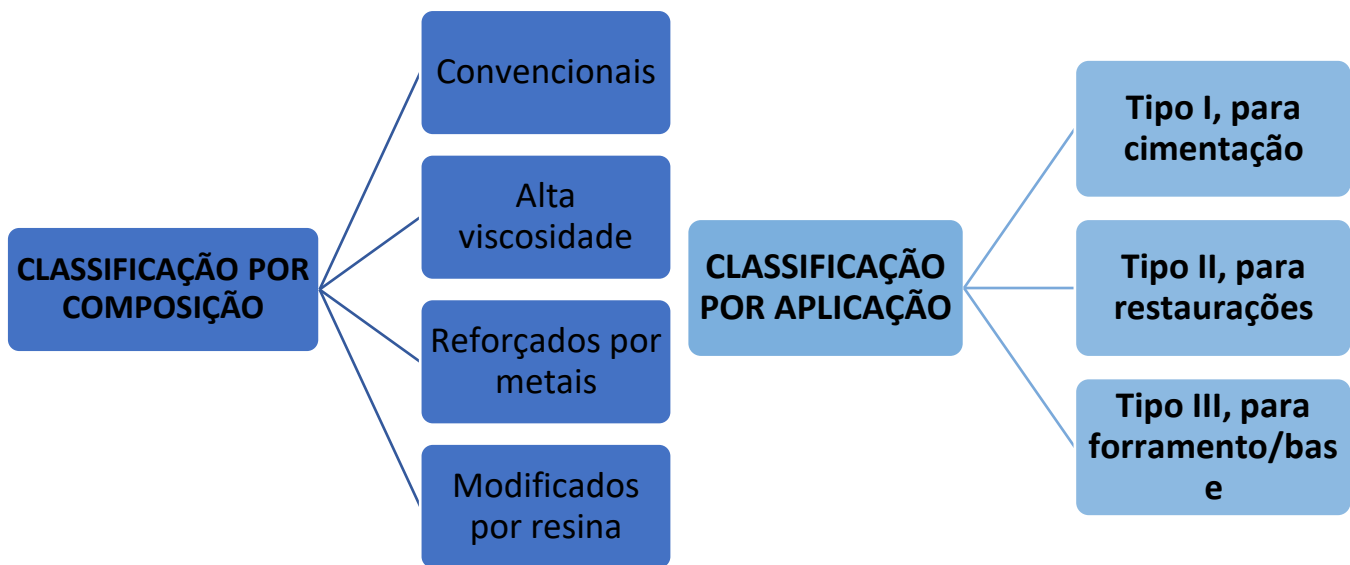 CLASSIFICAÇÃO POR
COMPOSIÇÃO
Convencionais
Alta
viscosidade
Reforçados por
metais
Modificados
por resina
CLASSIFICAÇÃO
POR APLICAÇÃO
Tipo I, para
cimentação
Tipo II, para
restaurações
Tipo III, para
forramento/bas
e